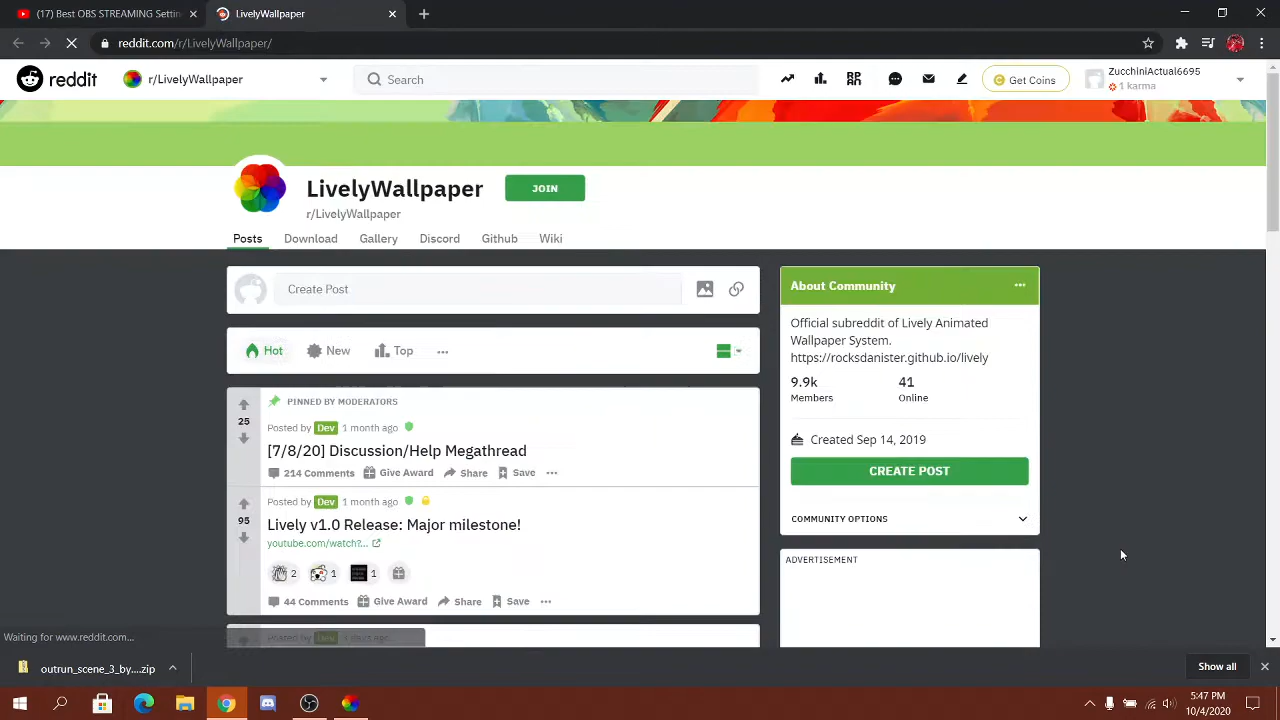 (17) Best OBS STREAMING Settin
LivelyWallpaper
reddit.com/r/LivelyWallpaper/
reddit
r/LivelyWallpaper
Search
Get Coins
ZucchiniActual6695
1 karma
LivelyWallpaper
JOIN
r/LivelyWallpaper
Posts
Download
Gallery
Discord
Github
Wiki
Create Post
Hot
New
Top
PINNED BY MODERATORS
25
Posted by Dev 1 month ago
[7/8/20] Discussion/Help Megathread
214 Comments
Give Award
Share
Save
95
Posted by Dev 1 month ago
Lively v1.0 Release: Major milestone!
youtube.com/watch?...
2
1
1
44 Comments
Give Award
Share
Save
Posted by Dev 3 days ago
About Community
Official subreddit of Lively Animated
Wallpaper System.
https://rocksdanister.github.io/lively
9.9k
41
Members
Online
Created Sep 14, 2019
CREATE POST
COMMUNITY OPTIONS
ADVERTISEMENT
Waiting for www.reddit.com...
outrun_scene_3_by....zip
Show all
5:47 PM
10/4/2020